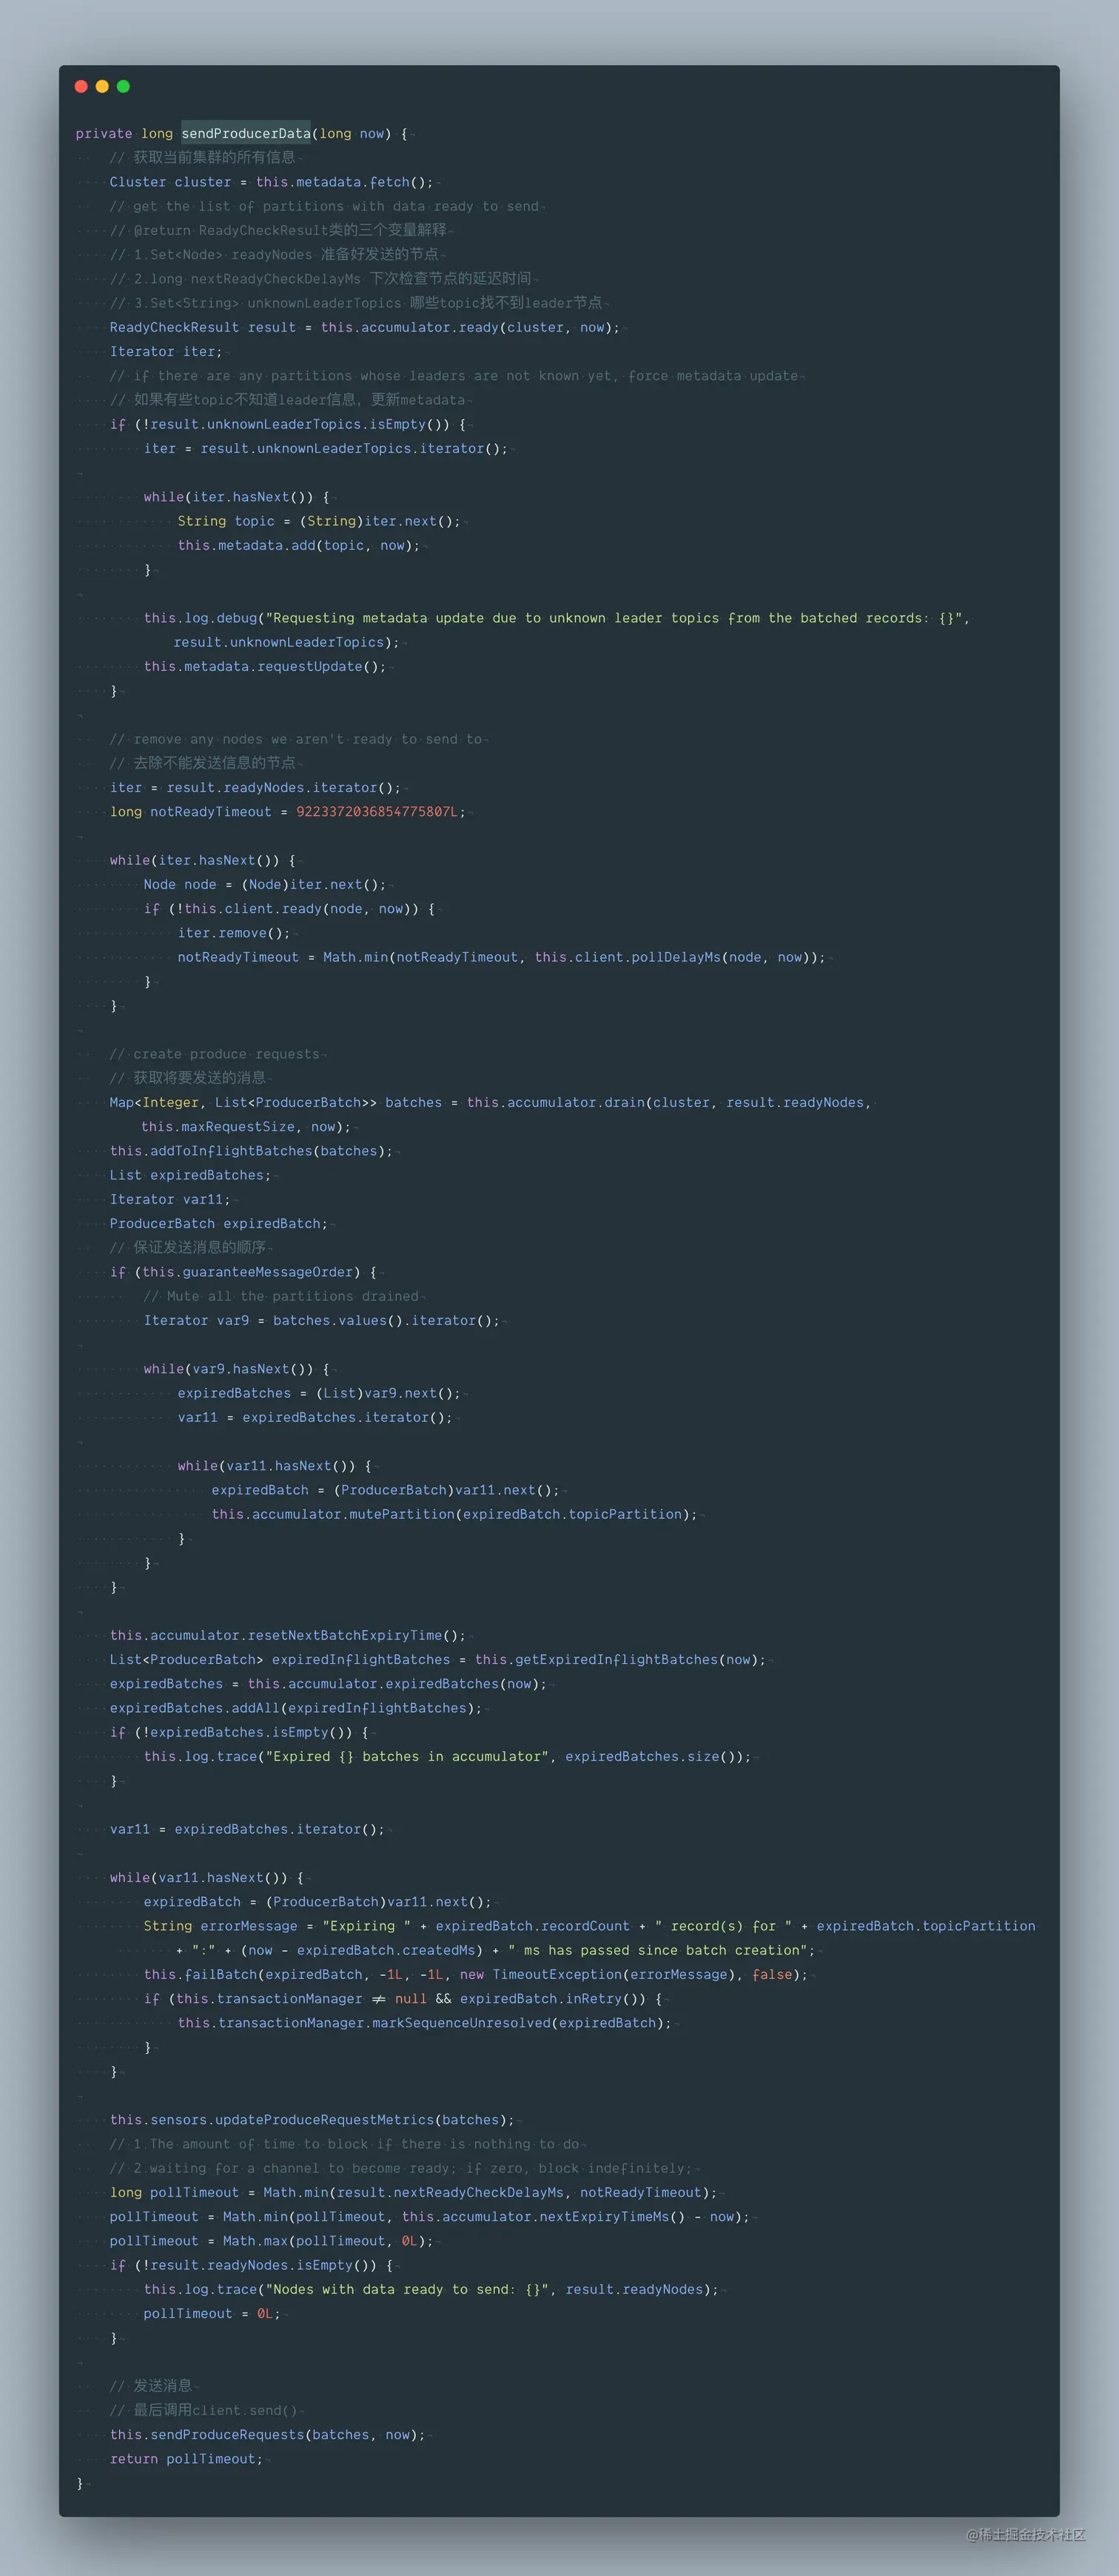 private long sendProducerData(long now) {
// 获取当前集群的所有信息
Cluster cluster = this.metadata.fetch();
// get the list of partitions with data ready to send
// @return ReadyCheckResult类的三个变量解释
// 1.Set<Node> readyNodes 准备好发送的节点
// 2.long nextReadyCheckDelayMs 下次检查节点的延迟时间
// 3.Set<String> unknownLeaderTopics 哪些topic找不到leader节点
ReadyCheckResult result = this.accumulator.ready(cluster, now);
Iterator iter;
// if there are any partitions whose leaders are not known yet, force metadata update
// 如果有些topic不知道leader信息，更新metadata
if (!result.unknownLeaderTopics.isEmpty()) {
iter = result.unknownLeaderTopics.iterator();
while(iter.hasNext()) {
String topic = (String)iter.next();
this.metadata.add(topic, now);
}
this.log.debug("Requesting metadata update due to unknown leader topics from the batched records: {}",
result.unknownLeaderTopics);
this.metadata.requestUpdate();
}
// remove any nodes we aren't ready to send to
// 去除不能发送信息的节点
iter = result.readyNodes.iterator();
long notReadyTimeout = 9223372036854775807L;
while(iter.hasNext()) {
Node node = (Node)iter.next();
if (!this.client.ready(node, now)) {
iter.remove();
notReadyTimeout = Math.min(notReadyTimeout, this.client.pollDelayMs(node, now));
}
}
// create produce requests
// 获取将要发送的消息
Map<Integer, List<ProducerBatch>> batches = this.accumulator.drain(cluster, result.readyNodes,
this.maxRequestSize, now);
this.addToInflightBatches(batches);
List expiredBatches;
Iterator var11;
ProducerBatch expiredBatch;
// 保证发送消息的顺序
if (this.guaranteeMessageOrder) {
// Mute all the partitions drained
Iterator var9 = batches.values().iterator();
while(var9.hasNext()) {
expiredBatches = (List)var9.next();
var11 = expiredBatches.iterator();
while(var11.hasNext()) {
expiredBatch = (ProducerBatch)var11.next();
this.accumulator.mutePartition(expiredBatch.topicPartition);
}
}
}
this.accumulator.resetNextBatchExpiryTime();
List<ProducerBatch> expiredInflightBatches = this.getExpiredInflightBatches(now);
expiredBatches = this.accumulator.expiredBatches(now);
expiredBatches.addAll(expiredInflightBatches);
if (!expiredBatches.isEmpty()) {
this.log.trace("Expired {} batches in accumulator", expiredBatches.size());
}
var11 = expiredBatches.iterator();
while(var11.hasNext()) {
expiredBatch = (ProducerBatch)var11.next();
String errorMessage = "Expiring " + expiredBatch.recordCount + " record(s) for " + expiredBatch.topicPartition
+ ":" + (now - expiredBatch.createdMs) + " ms has passed since batch creation";
this.failBatch(expiredBatch, -1L, -1L, new TimeoutException(errorMessage), false);
if (this.transactionManager ≠ null && expiredBatch.inRetry()) {
this.transactionManager.markSequenceUnresolved(expiredBatch);
}
}
this.sensors.updateProduceRequestMetrics(batches);
// 1.The amount of time to block if there is nothing to do
// 2.waiting for a channel to become ready; if zero, block indefinitely;
long pollTimeout = Math.min(result.nextReadyCheckDelayMs, notReadyTimeout);
pollTimeout = Math.min(pollTimeout, this.accumulator.nextExpiryTimeMs() - now);
pollTimeout = Math.max(pollTimeout, 0L);
if (!result.readyNodes.isEmpty()) {
this.log.trace("Nodes with data ready to send: {}", result.readyNodes);
pollTimeout = 0L;
}
// 发送消息
// 最后调用client.send()
this.sendProduceRequests(batches, now);
return pollTimeout;
}
@稀土掘金技术社区